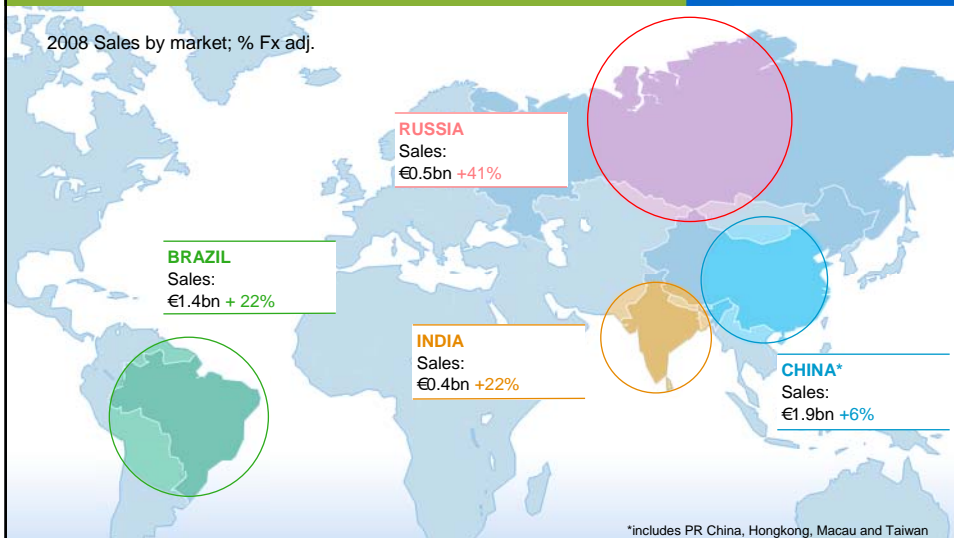 2008 Sales by market; % Fx adj.
RUSSIA
Sales:
€0.5bn +41%
BRAZIL
Sales:
€1.4bn + 22%
INDIA
Sales:
€0.4bn +22%
CHINA*
Sales:
€1.9bn +6%
*includes PR China, Hongkong, Macau and Taiwan